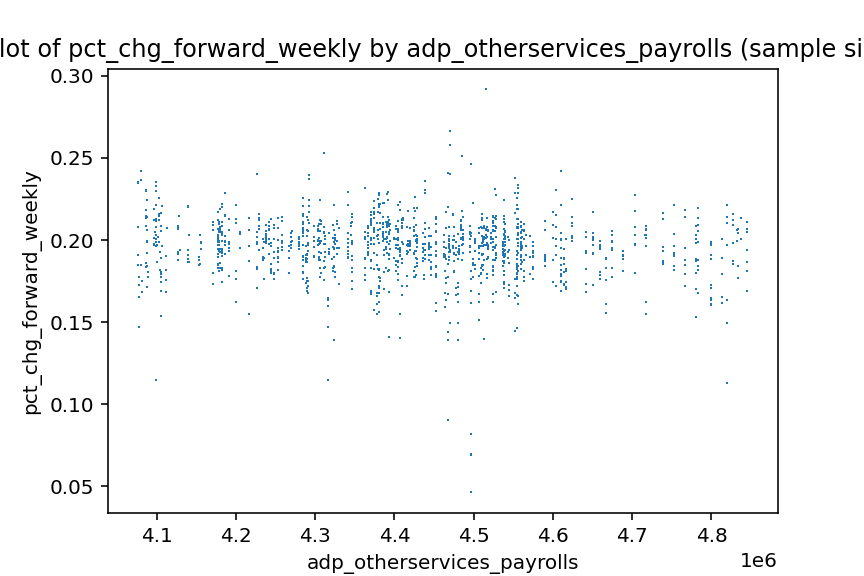 lot of pct_chg_forward_weekly by adp_otherservices_payrolls (sample si
0.30
0.25
0.20
0.15
0.10
0.05
pct_chg_forward_weekly
4.1 4.2 4.3 4.4 4.5 4.6 4.7 4.8
1e6
adp_otherservices_payrolls